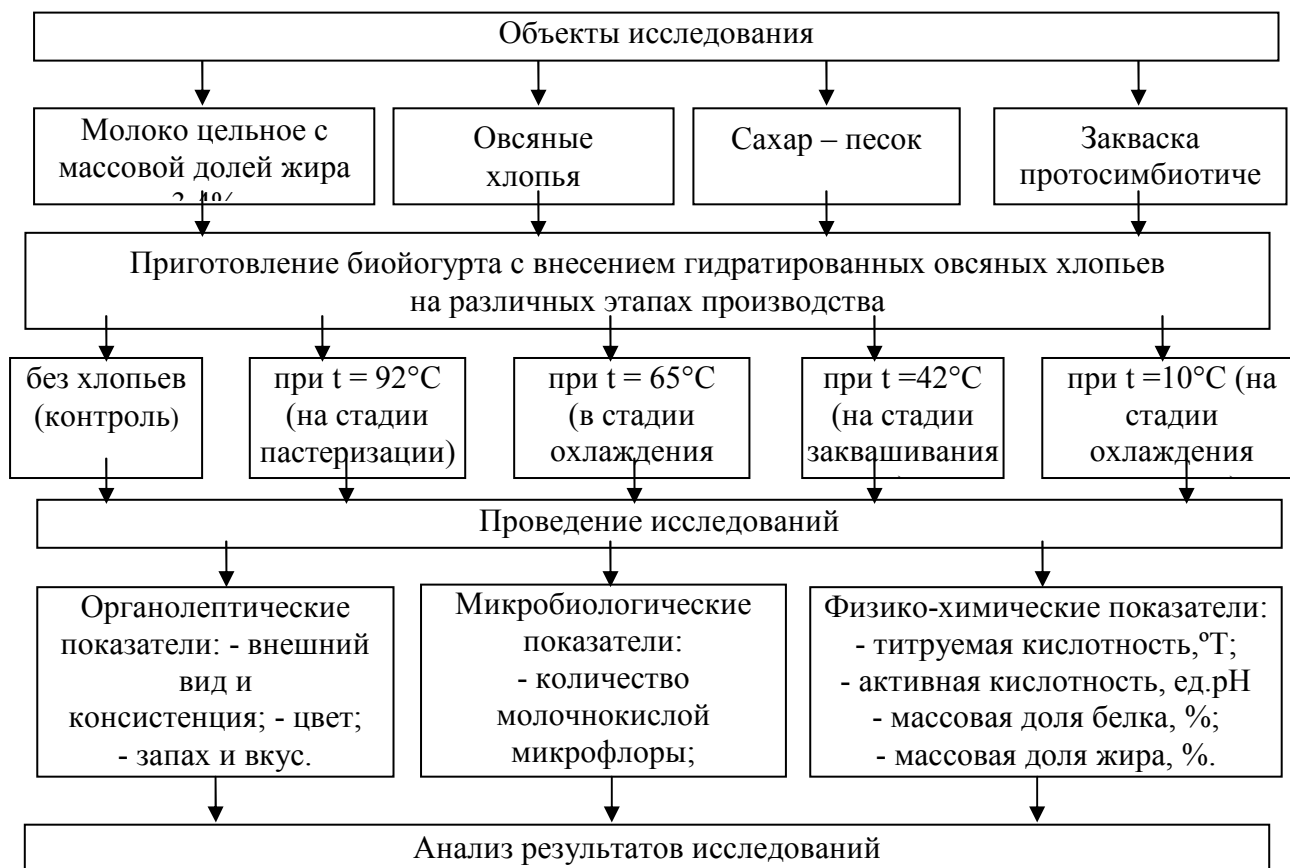 Объекты исследования
Молоко цельное с
массовой долей жира
Овсяные
хлопья
Сахар – песок
Закваска
протосимбиотиче
Приготовление биойогурта с внесением гидратированных овсяных хлопьев
на различных этапах производства
без хлопьев
(контроль)
при t = 92°С
(на стадии
пастеризации)
при t = 65°С
(в стадии
охлаждения
при t =42°С
(на стадии
заквашивания
при t =10°С (на
стадии
охлаждения
Проведение исследований
Органолептические
показатели: - внешний
вид и
консистенция; - цвет;
- запах и вкус.
Микробиологические
показатели:
- количество
молочнокислой
микрофлоры;
Физико-химические показатели:
- титруемая кислотность,ºТ;
- активная кислотность, ед.рН
- массовая доля белка, %;
- массовая доля жира, %.
Анализ результатов исследований